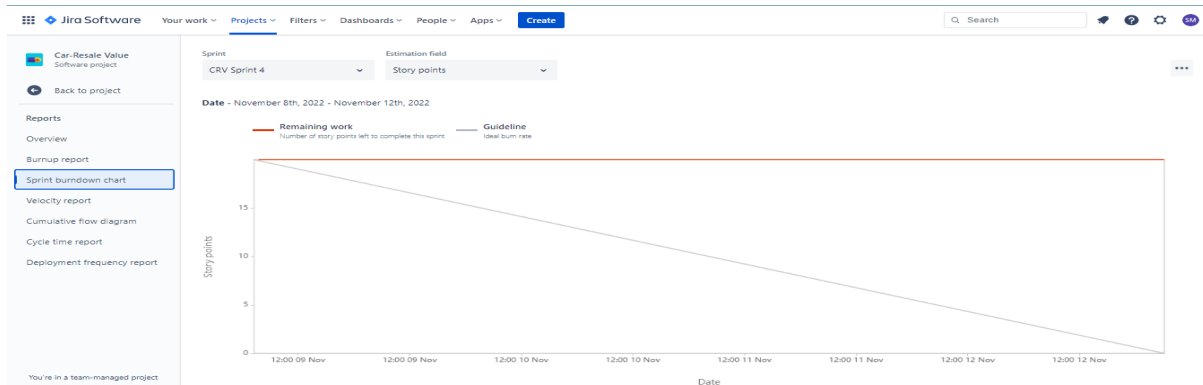 Jira Software Your work Projects Filters Dashboards People Apps Create Search SM
Car-Resale Value
Software project
Back to project
Reports
Overview
Burnup report
Sprint burndown chart
Velocity report
Cumulative flow diagram
Cycle time report
Deployment frequency report
You're in a team-managed project
Sprint Estimation field
CRV Sprint 4 Story points
Date - November 8th, 2022 - November 12th, 2022
Remaining work Guideline
Number of story points left to complete this sprint Ideal burn rate
Story points
15
10
5
0
12:00 09 Nov 12:00 09 Nov 12:00 10 Nov 12:00 10 Nov 12:00 11 Nov 12:00 11 Nov 12:00 12 Nov 12:00 12 Nov
Date